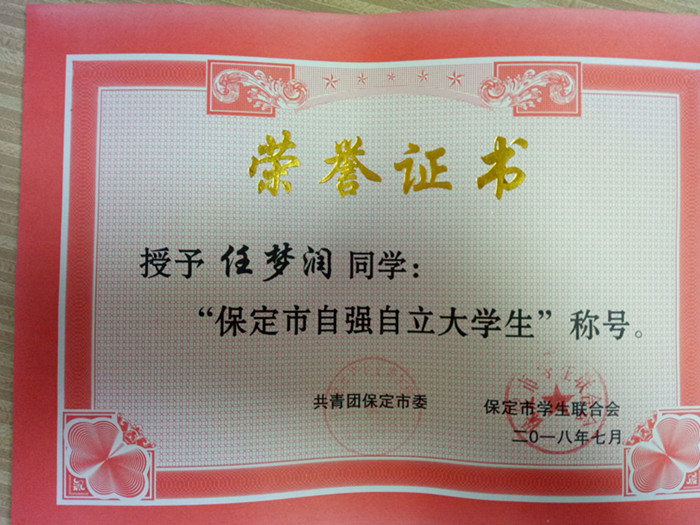 荣誉证书
授予 任梦润 同学：
“保定市自强自立大学生”称号。
共青团保定市委
保定市学生联合会
二〇一八年七月